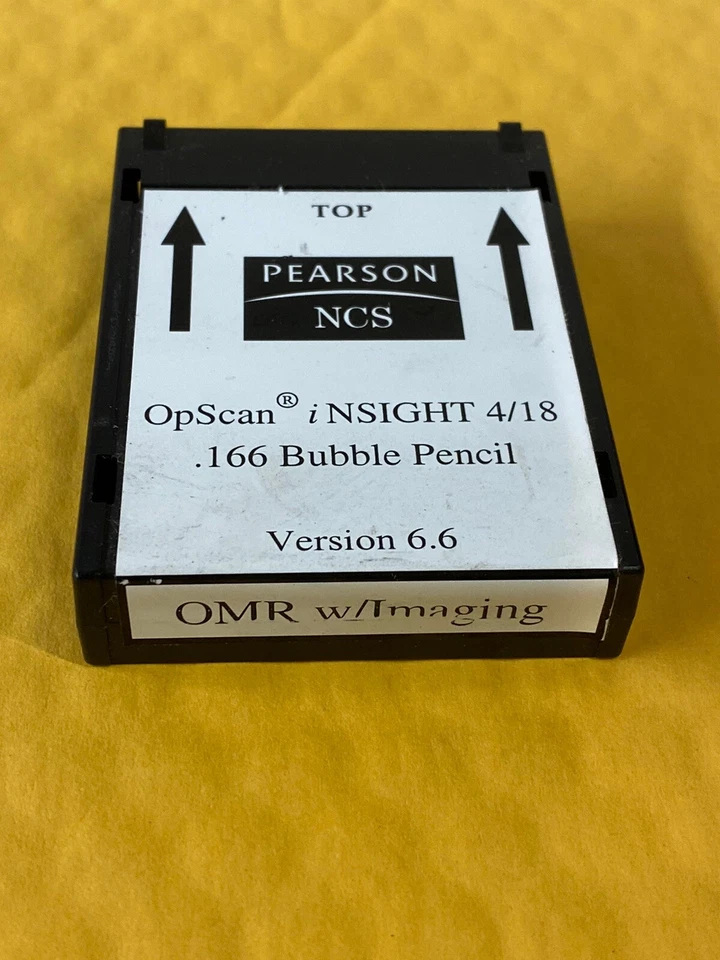 TOP
PEARSON
NCS
OpScan® iNSIGHT 4/18
.166 Bubble Pencil
Version 6.6
OMR w/Imaging